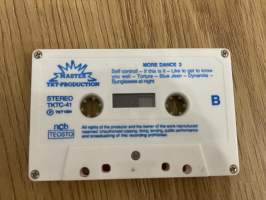 MASTER
TKT-PRODUCTION
MORE DANCE 3
Self control – If this is it – Like to get to know
you well – Torture – Blue Jean – Dynamite –
Sunglasses at night
STEREO
TKTC-41
B
ncb
TEOSTO
All rights of the producer and the owner of the work reproduced
reserved. Unauthorized copying, hiring, lending, public performance
and broadcasting of this recording prohibited.